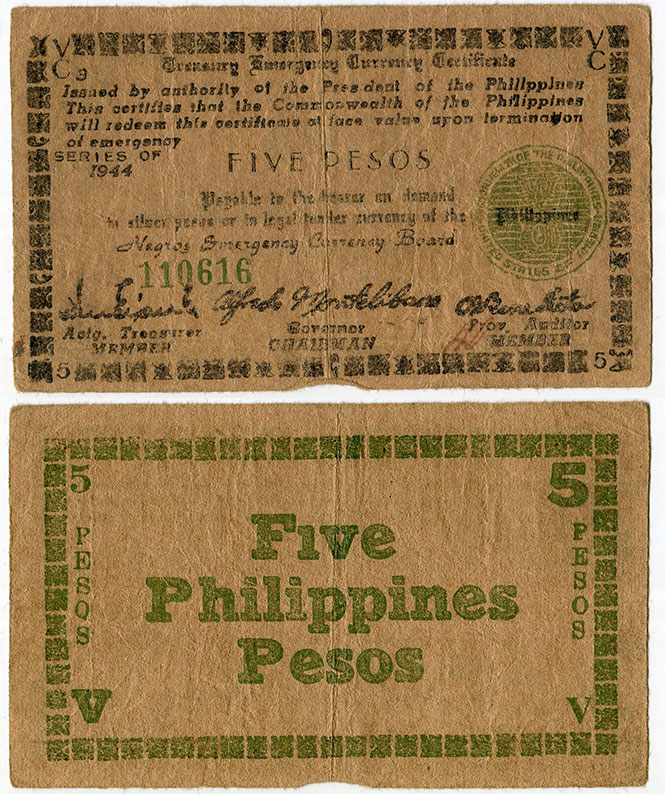 V V
C3 C
Treasury Emergency Currency Certificate
Issued by authority of the President of the Philippines
This certifies that the Commonwealth of the Philippines
will redeem this certificate at face value upon termination
of emergency
SERIES OF
1944
FIVE PESOS
Payable to the bearer on demand
in silver pesos or in legal tender currency of the Philippines
Negros Emergency Currency Board
110616
Actg. Treasurer Governor Prov. Auditor
MEMBER CHAIRMAN MEMBER
5 5
5 5
PESOS PESOS
Five
Philippines
Pesos
V V